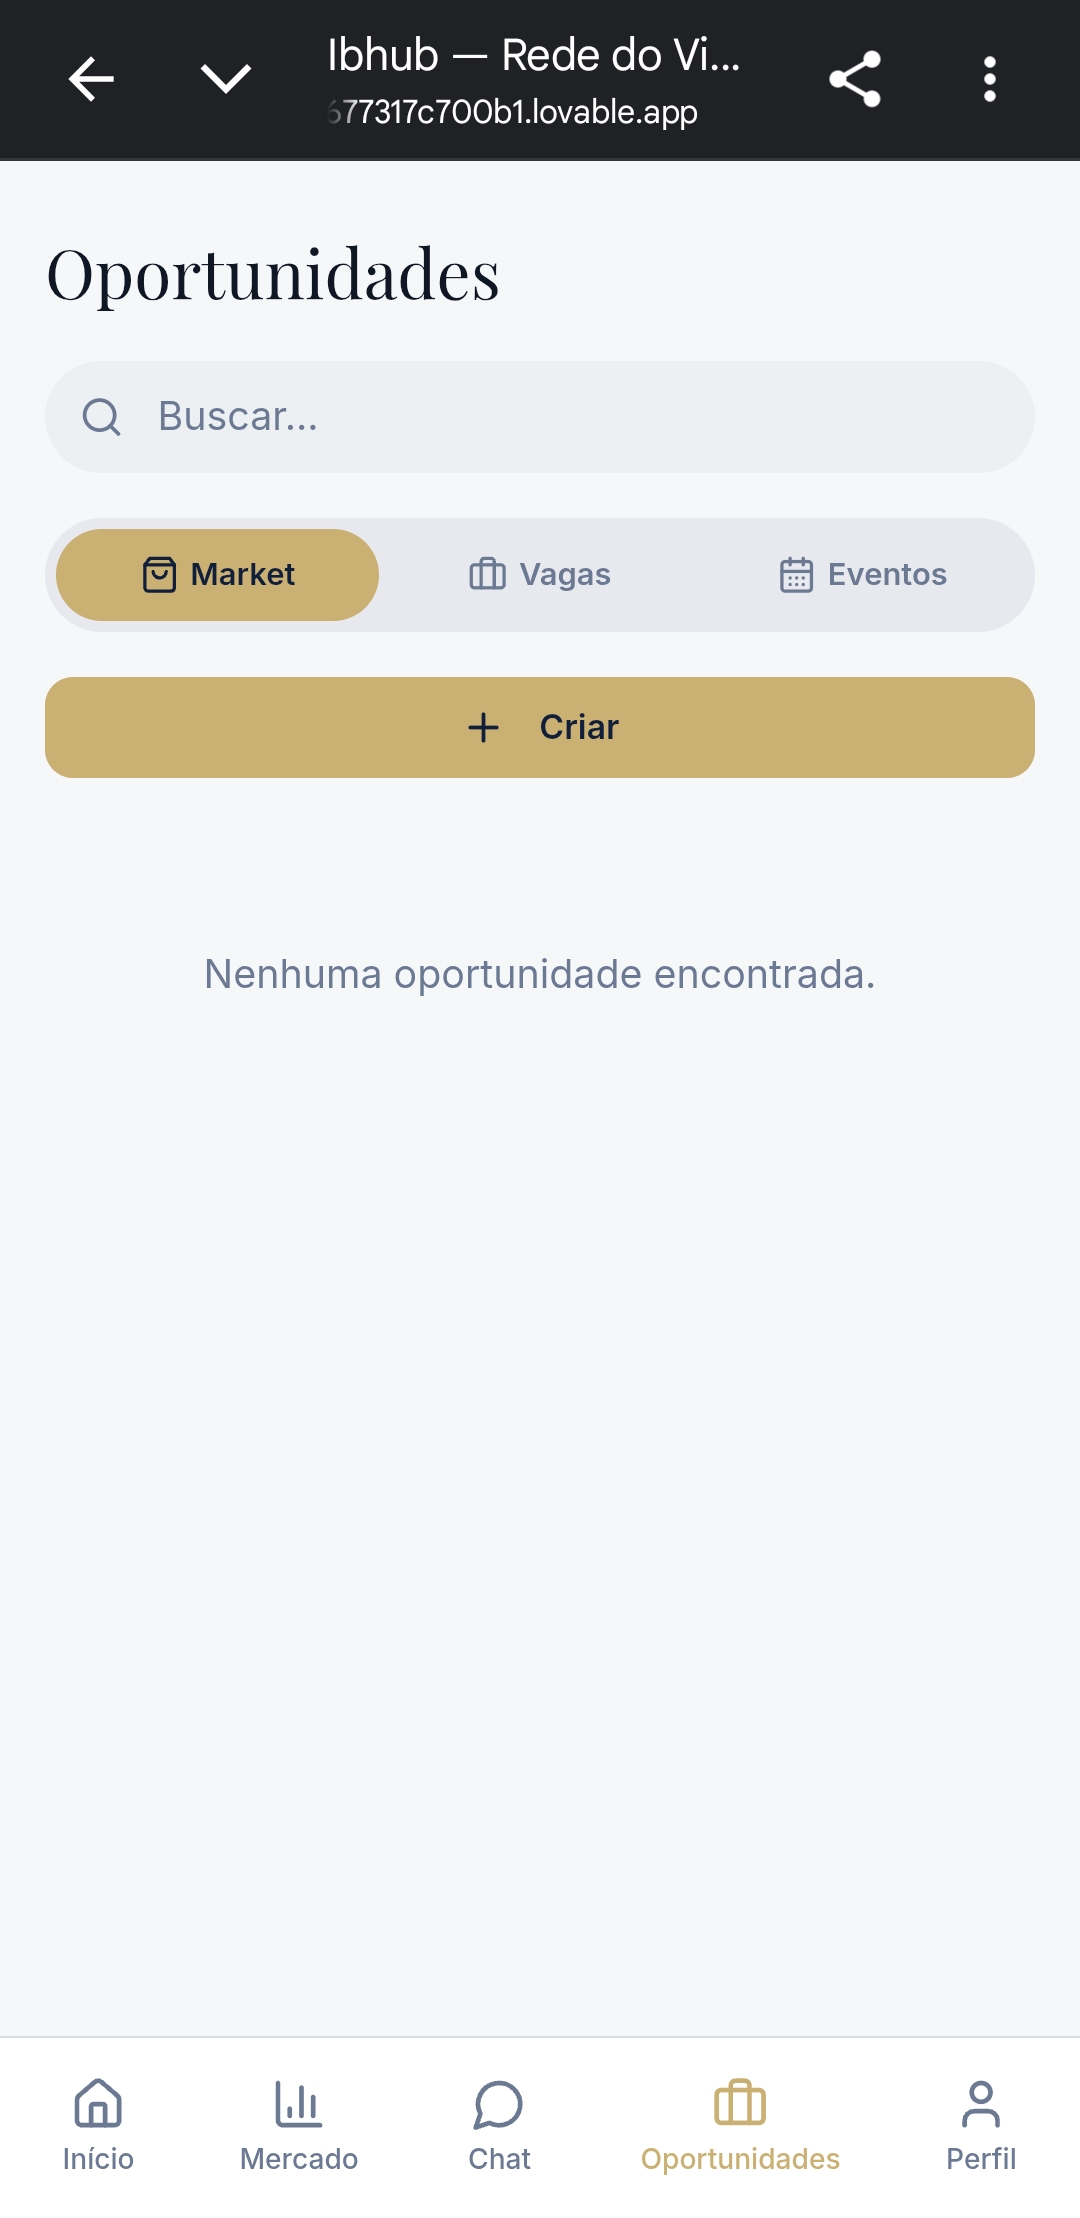 Ibhub — Rede do Vi...
677317c700b1.lovable.app
Oportunidades
Buscar...
Market
Vagas
Eventos
Criar
Nenhuma oportunidade encontrada.
Início
Mercado
Chat
Oportunidades
Perfil